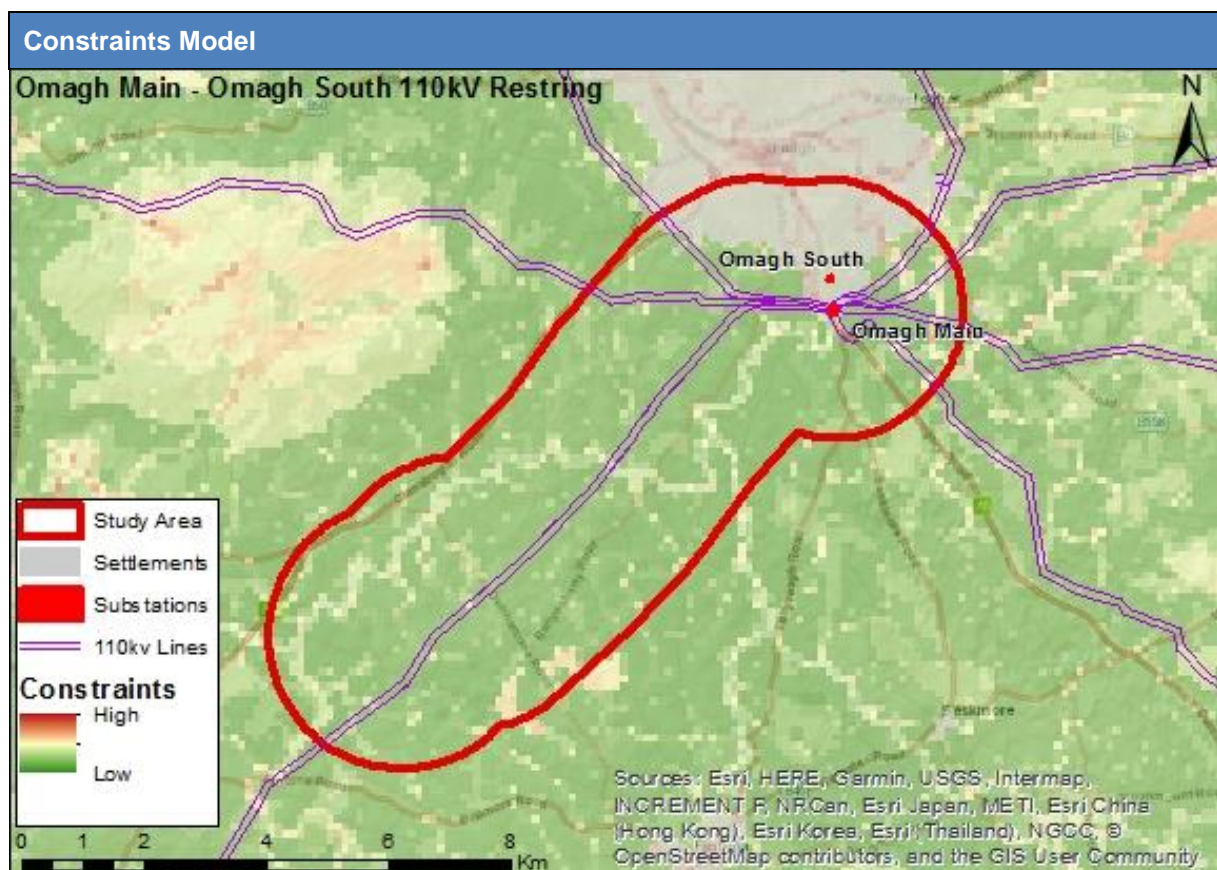 Constraints Model
Omagh Main - Omagh South 110kV Restring
N
Omagh South
Omagh Main
Study Area
Settlements
Substations
110kv Lines
Constraints
High
Low
0 1 2 4 6 8
Km
Sources: Esri, HERE, Garmin, USGS, Intermap,
INCREMENT P, NRCan, Esri Japan, METI, Esri China
(Hong Kong), Esri Korea, Esri (Thailand), NGCC, ©
OpenStreetMap contributors, and the GIS User Community